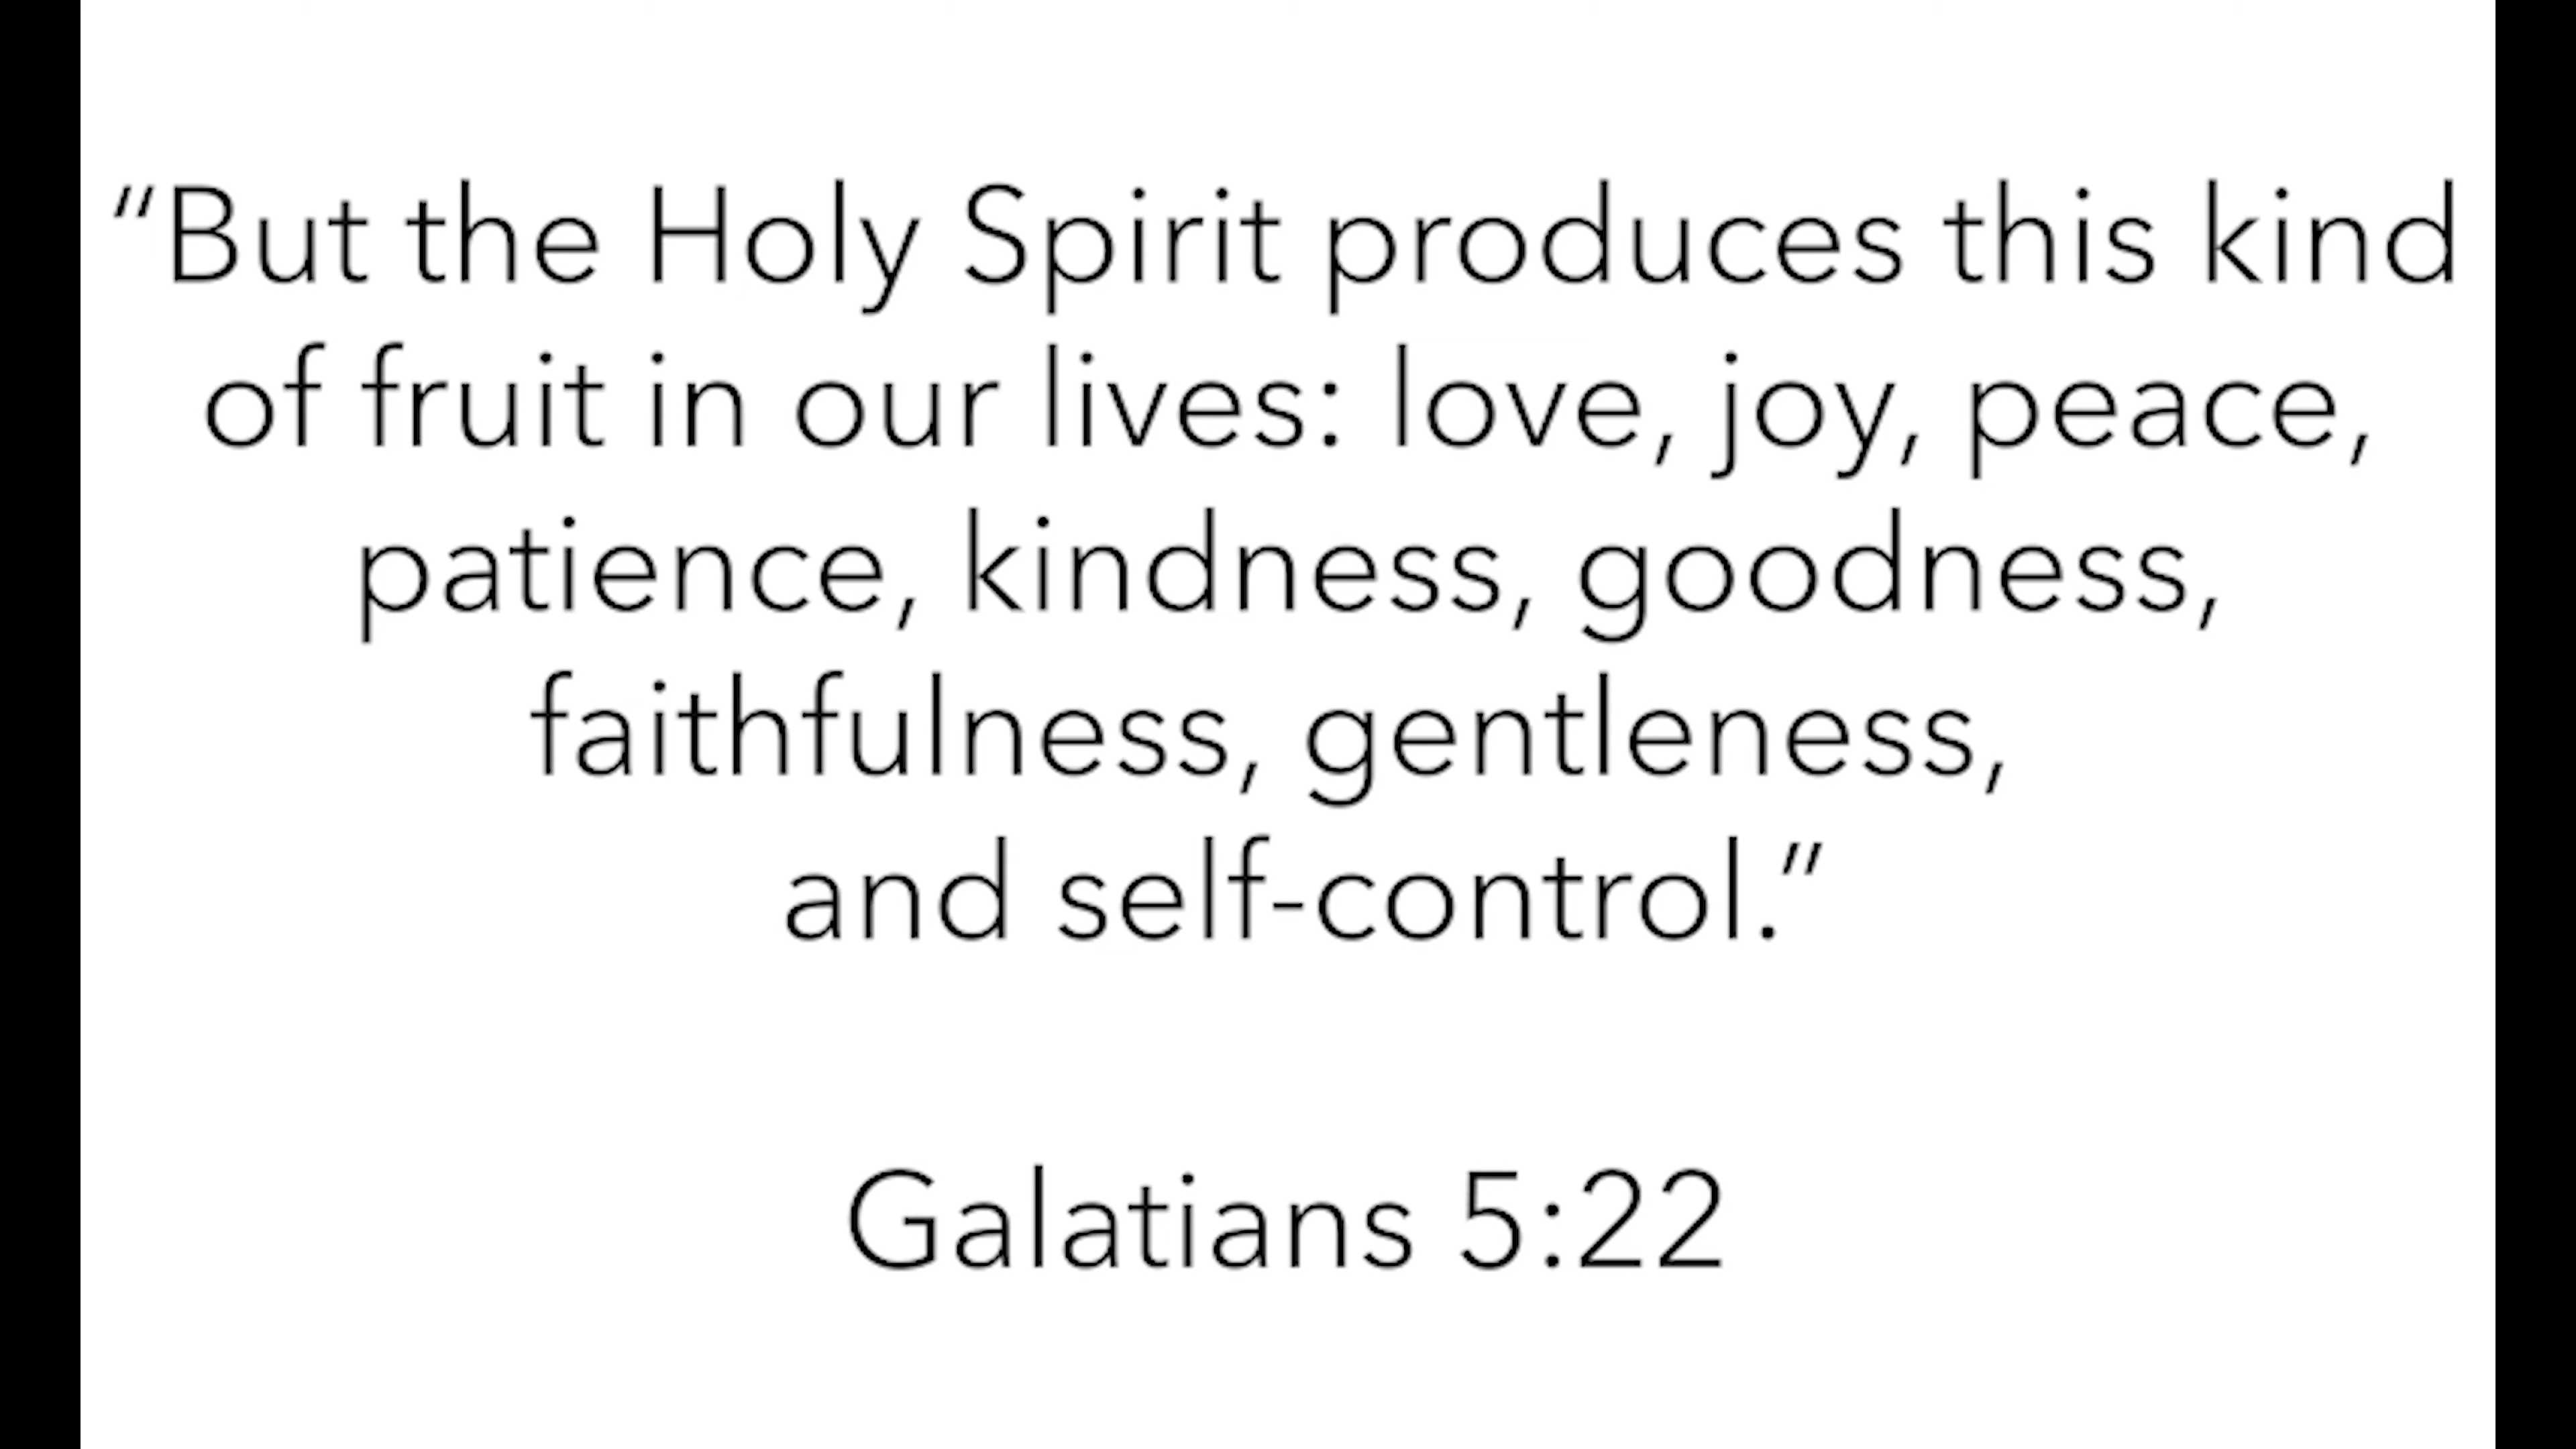 “But the Holy Spirit produces this kind
of fruit in our lives: love, joy, peace,
patience, kindness, goodness,
faithfulness, gentleness,
and self-control.”
Galatians 5:22